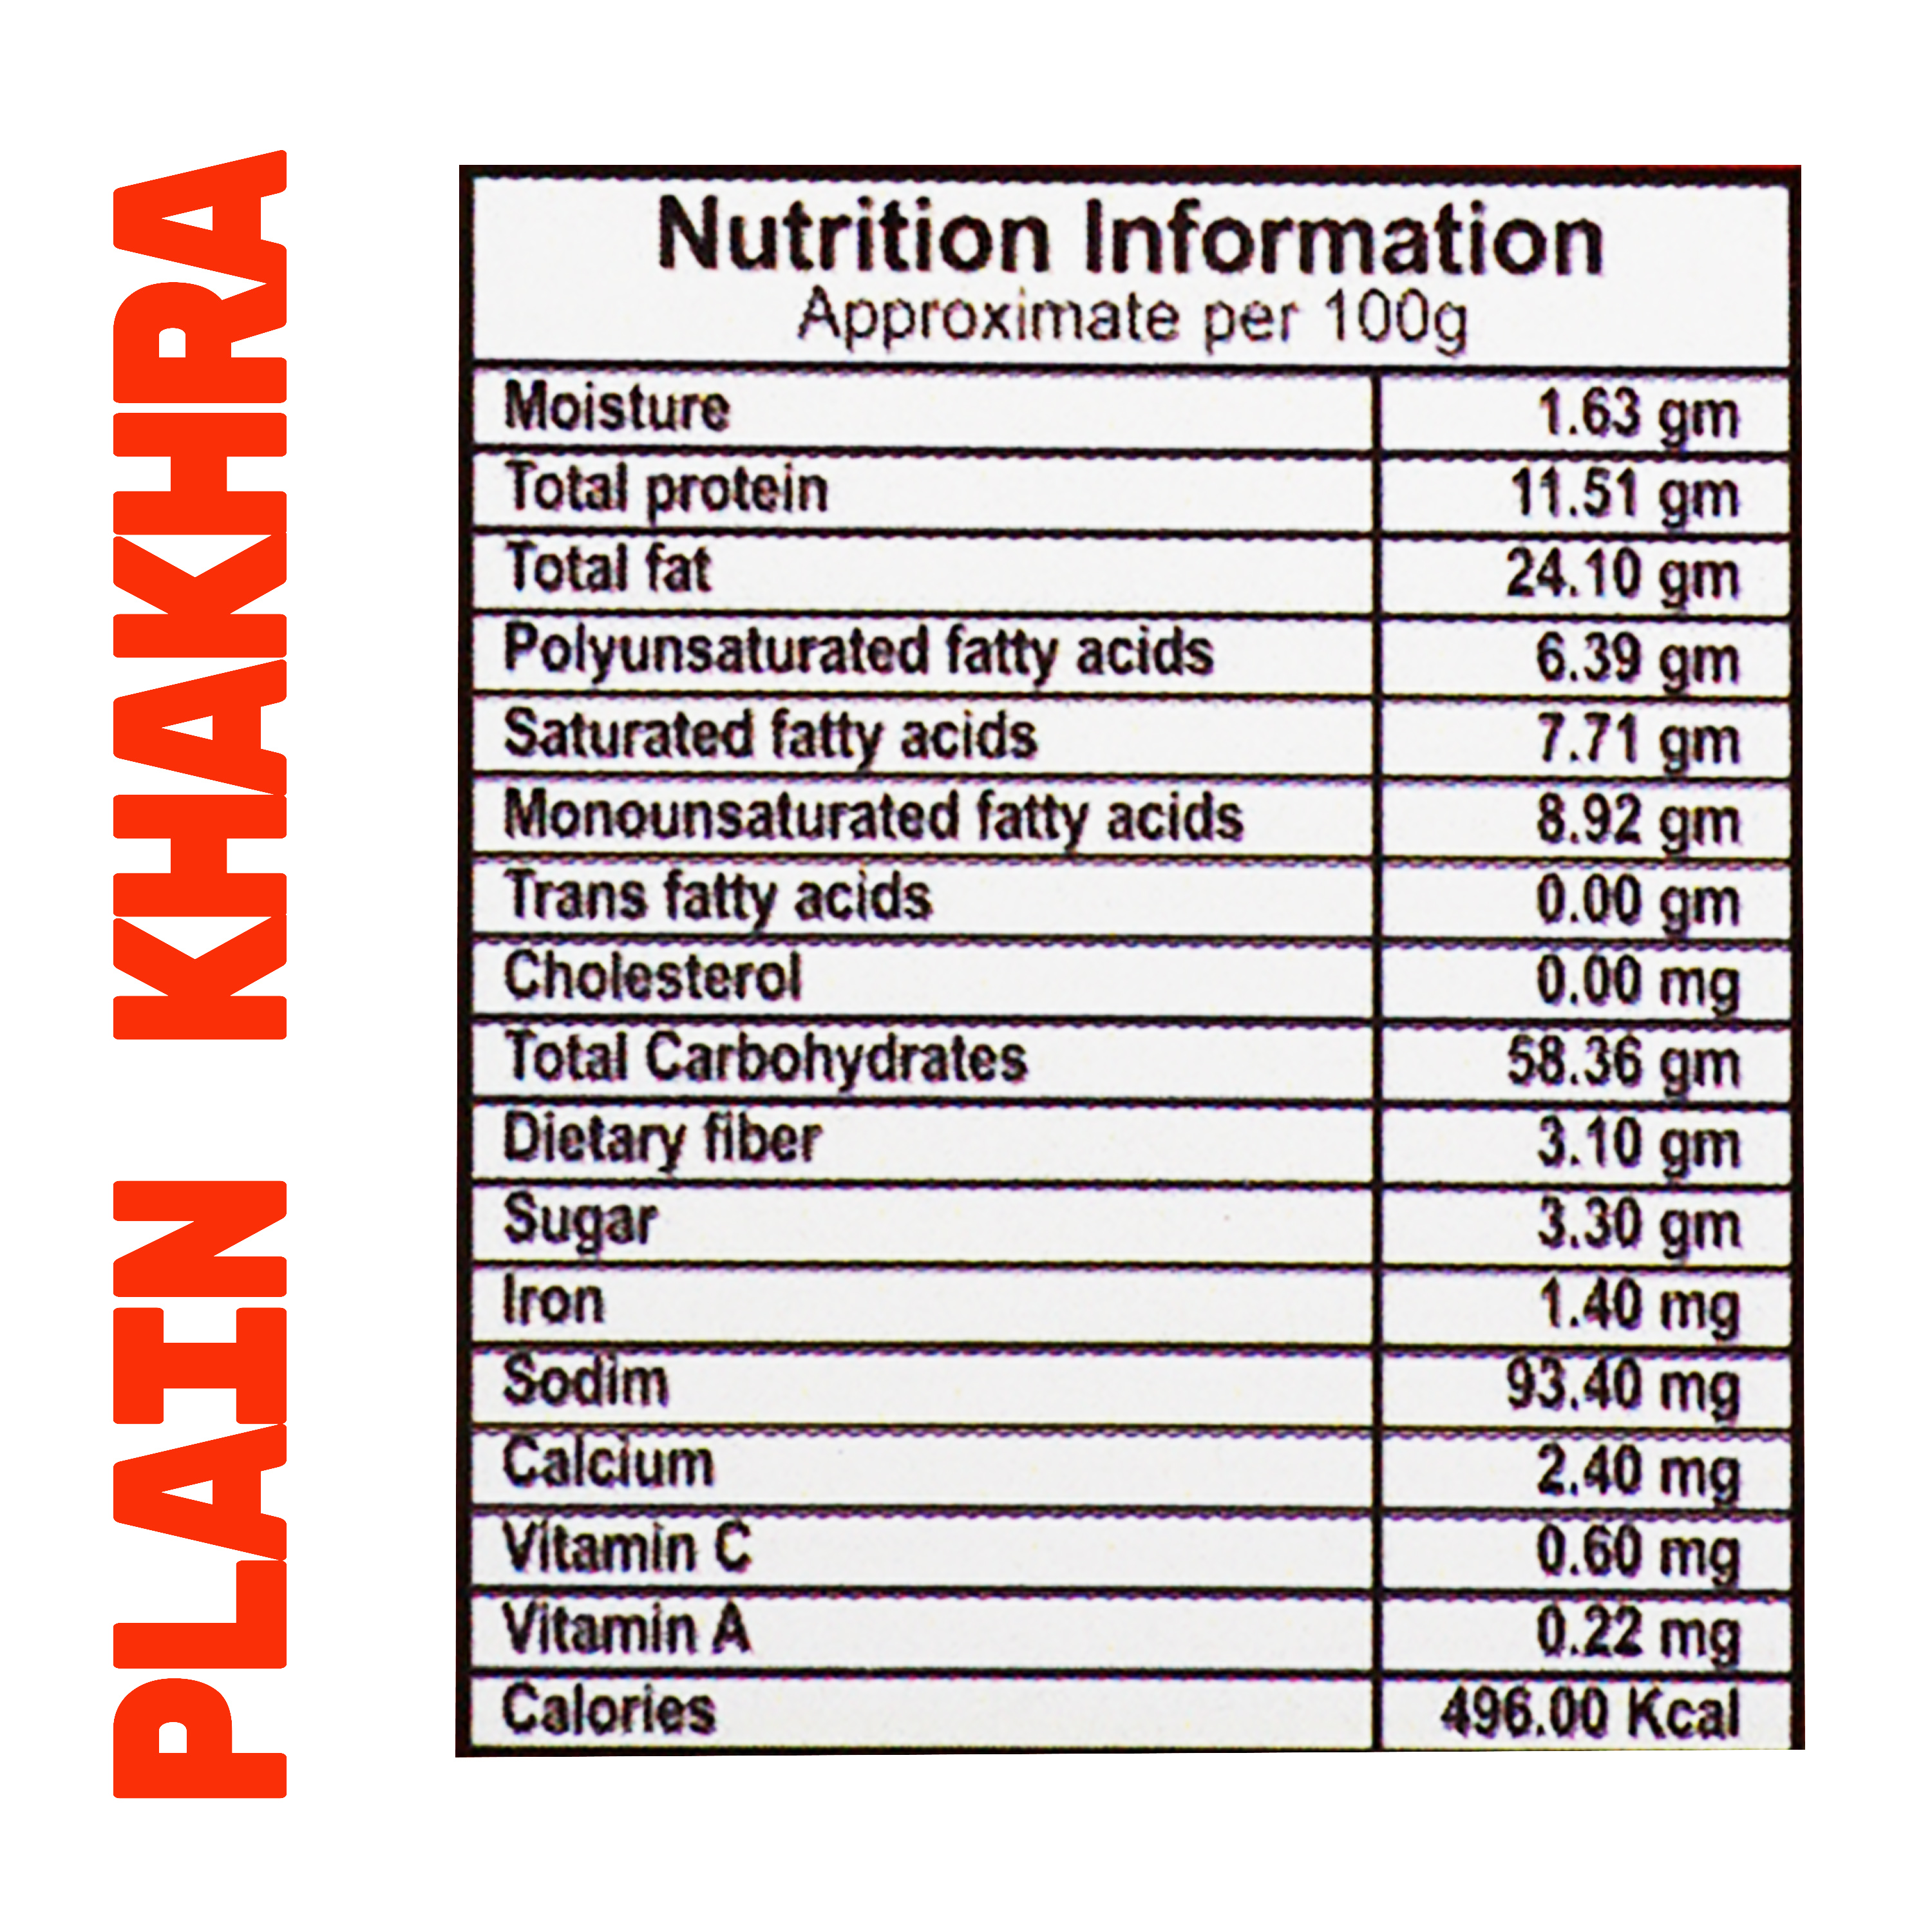 PLAIN KHAKHRA
Nutrition Information
Approximate per 100g
Moisture 1.63 gm
Total protein 11.51 gm
Total fat 24.10 gm
Polyunsaturated fatty acids 6.39 gm
Saturated fatty acids 7.71 gm
Monounsaturated fatty acids 8.92 gm
Trans fatty acids 0.00 gm
Cholesterol 0.00 mg
Total Carbohydrates 58.36 gm
Dietary fiber 3.10 gm
Sugar 3.30 gm
Iron 1.40 mg
Sodim 93.40 mg
Calcium 2.40 mg
Vitamin C 0.60 mg
Vitamin A 0.22 mg
Calories 496.00 Kcal